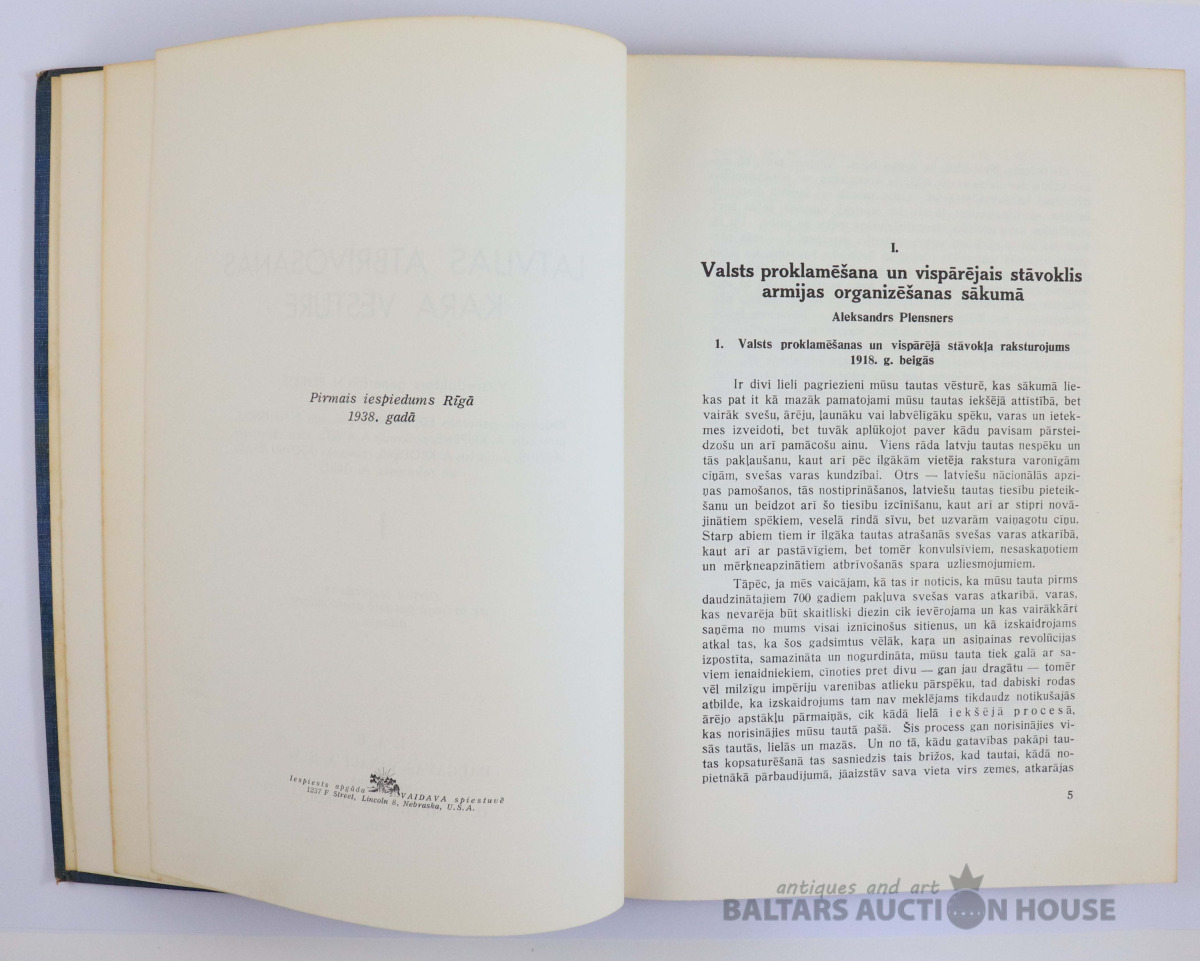 Pirmais iespiedums Rīgā
1938. gadā
Iespiests apgāda VAIDAVA spiestuvē
1237 F Street, Lincoln 8, Nebraska, U.S.A.
I.
Valsts proklamēšana un vispārējais stāvoklis
armijas organizēšanas sākumā
Aleksandrs Plensners
1. Valsts proklamēšanas un vispārējā stāvokļa raksturojums
1918. g. beigās
Ir divi lieli pagriezieni mūsu tautas vēsturē, kas sākumā lie-
kas pat it kā mazāk pamatojami mūsu tautas iekšējā attīstībā, bet
vairāk svešu, ārēju, ļaunāku vai labvēlīgāku spēku, varas un ietek-
mes izveidoti, bet tuvāk aplūkojot paver kādu pavisam pārstei-
dzošu un arī pamācošu ainu. Viens rāda latvju tautas nespēku un
tās pakļaušanu, kaut arī pēc ilgākām vietēja rakstura varonīgām
cīņām, svešas varas kundzībai. Otrs — latviešu nācionālās apzi-
ņas pamošanos, tās nostiprināšanos, latviešu tautas tiesību pieteik-
šanu un beidzot arī šo tiesību izcīnīšanu, kaut arī ar stipri novā-
jinātiem spēkiem, veselā rindā sīvu, bet uzvarām vaiņagotu cīņu.
Starp abiem tiem ir ilgāka tautas atrašanās svešas varas atkarībā,
kaut arī ar pastāvīgiem, bet tomēr konvulsīviem, nesaskaņotiem
un mērķneapzinātiem atbrīvošanās spara uzliesmojumiem.
Tāpēc, ja mēs vaicājam, kā tas ir noticis, ka mūsu tauta pirms
daudzinātajiem 700 gadiem pakļuva svešas varas atkarībā, varas,
kas nevarēja būt skaitliski diezin cik ievērojama un kas vairākkārt
saņēma no mums visai iznīcinošus sitienus, un kā izskaidrojams
atkal tas, ka šos gadsimtus vēlāk, kaŗa un asiņainas revolūcijas
izpostīta, samazināta un nogurdināta, mūsu tauta tiek galā ar sa-
viem ienaidniekiem, cīnoties pret divu — gan jau dragātu — tomēr
vēl milzīgu impēriju varenības atlieku pārspēku, tad dabiski rodas
atbilde, ka izskaidrojums tam nav meklējams tikdaudz notikušajās
ārējo apstākļu pārmaiņās, cik kādā lielā iekšējā procesā,
kas norisinājies mūsu tautā pašā. Šis process gan norisinājies vi-
sās tautās, lielās un mazās. Un no tā, kādu gatavības pakāpi tau-
tas kopsaturēšanā tas sasniedzis tais brīžos, kad tautai, kādā no-
pietnākā pārbaudījumā, jāaizstāv sava vieta virs zemes, atkarājas
5
antiques and art
BALTARS AUCTION HOUSE